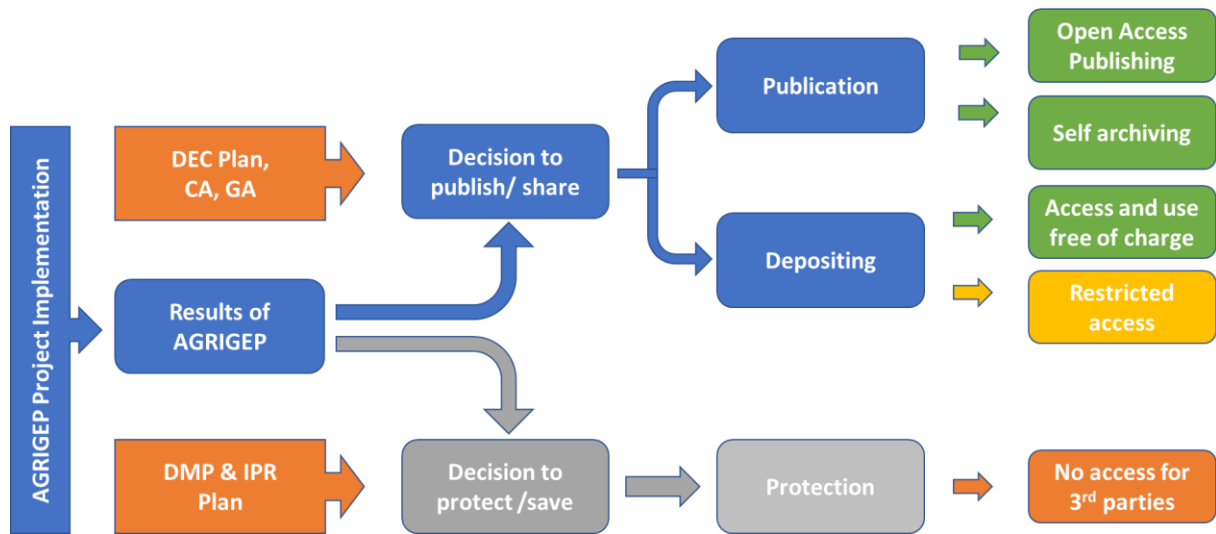 AGRIGEP Project Implementation
DEC Plan,
CA, GA
Results of
AGRIGEP
DMP & IPR
Plan
Decision to
publish/ share
Decision to
protect /save
Publication
Depositing
Protection
Open Access
Publishing
Self archiving
Access and use
free of charge
Restricted
access
No access for
3rd parties